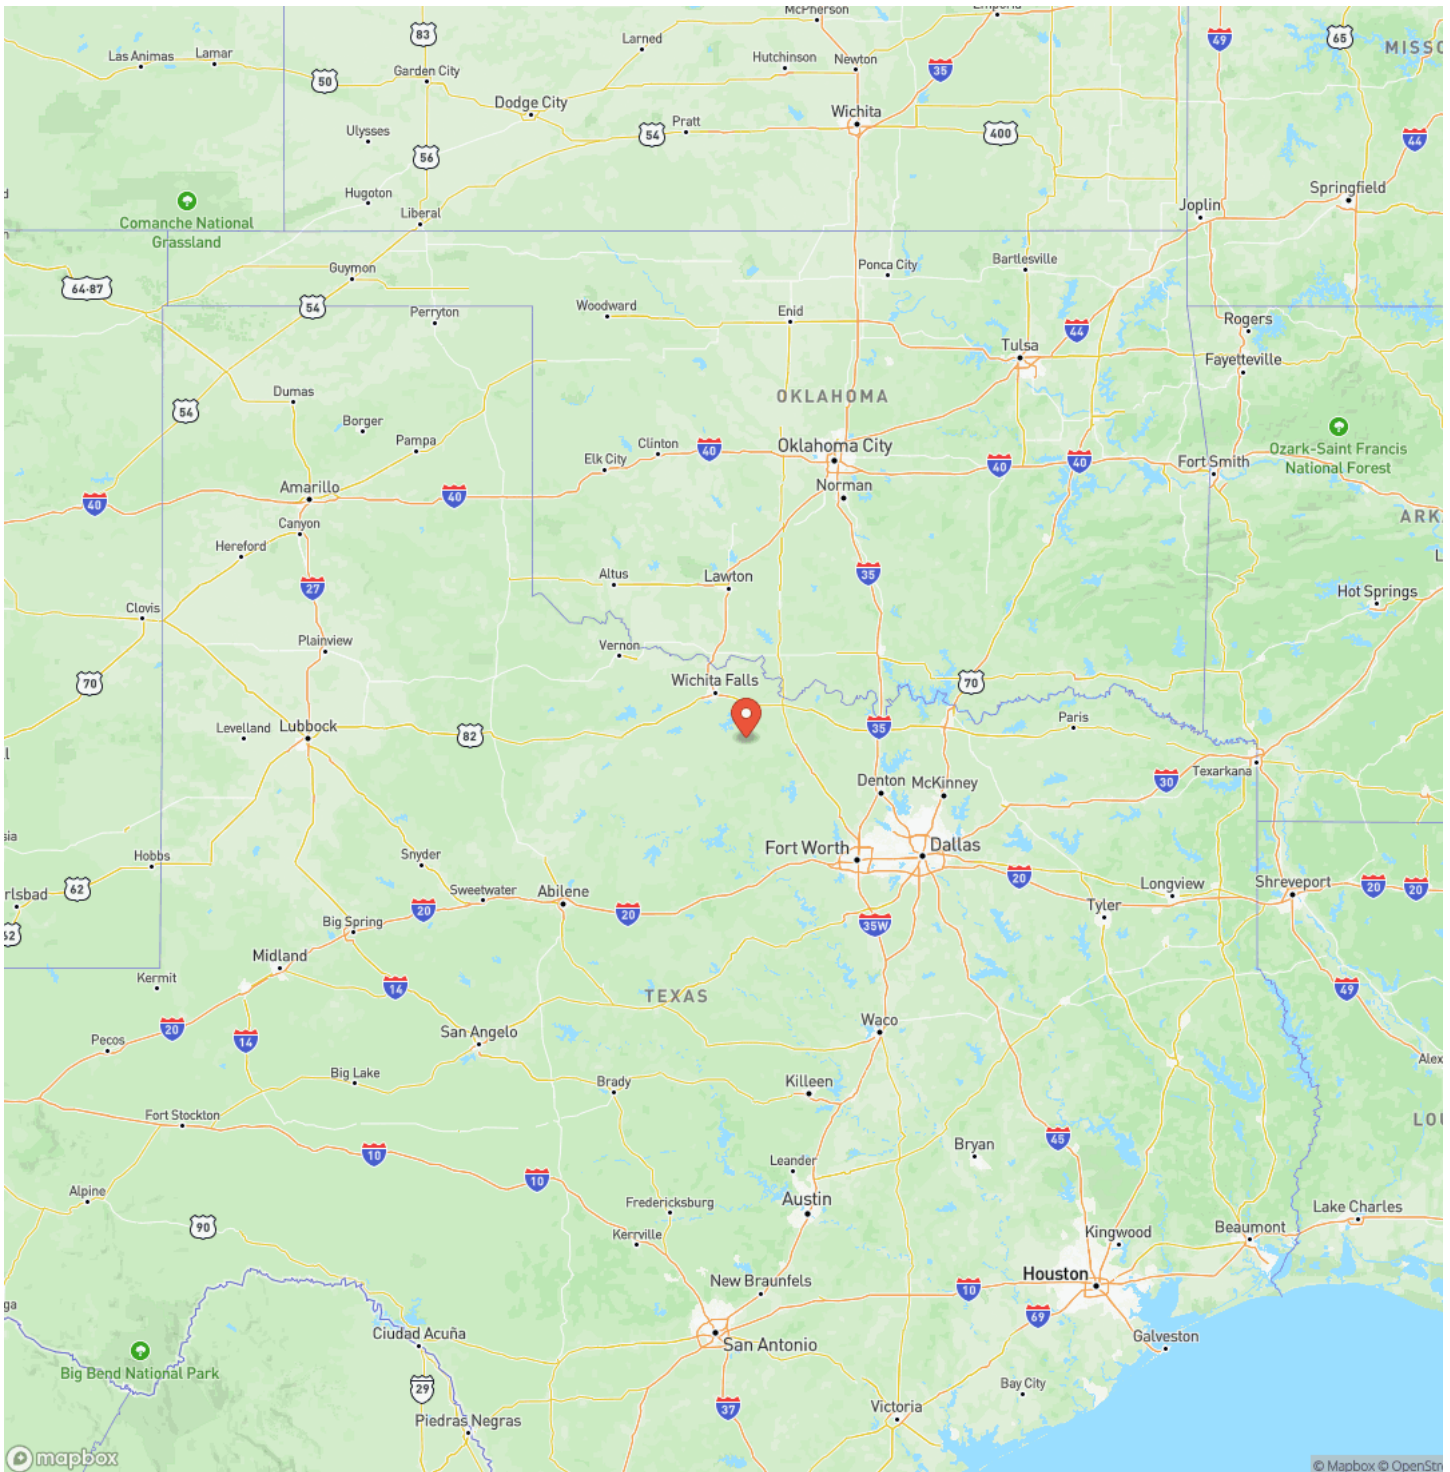 McPherson
Emporia
83
Larned
49
65
MISSO
Las Animas
Lamar
Garden City
Hutchinson
Newton
35
50
Dodge City
Wichita
Ulysses
54
Pratt
400
44
56
Hugoton
Springfield
Comanche National
Grassland
Liberal
Joplin
Guymon
Ponca City
Bartlesville
64-87
54
Perryton
Woodward
Enid
Rogers
44
Tulsa
Fayetteville
Dumas
OKLAHOMA
54
Borger
Pampa
Clinton
40
Oklahoma City
Ozark-Saint Francis
National Forest
Elk City
40
40
Fort Smith
Amarillo
40
40
Norman
Canyon
ARK
Hereford
27
Altus
Lawton
35
Hot Springs
Clovis
Plainview
Vernon
70
Wichita Falls
70
Levelland
Lubbock
82
35
Paris
Denton
McKinney
30
Texarkana
Hobbs
Snyder
Fort Worth
Dallas
62
rlsbad
Sweetwater
Abilene
20
Longview
Shreveport
20
20
20
20
Big Spring
Tyler
62
35W
Midland
Kermit
14
TEXAS
49
20
14
San Angelo
Waco
Pecos
Big Lake
Brady
Killeen
Alex
Fort Stockton
LOU
10
Bryan
45
10
Leander
Alpine
Fredericksburg
Austin
90
Kerrville
Kingwood
Beaumont
Lake Charles
New Braunfels
Houston
10
69
Ciudad Acuña
San Antonio
Galveston
Big Bend National Park
29
37
Bay City
Piedras Negras
Victoria
mapbox
© Mapbox © OpenStr